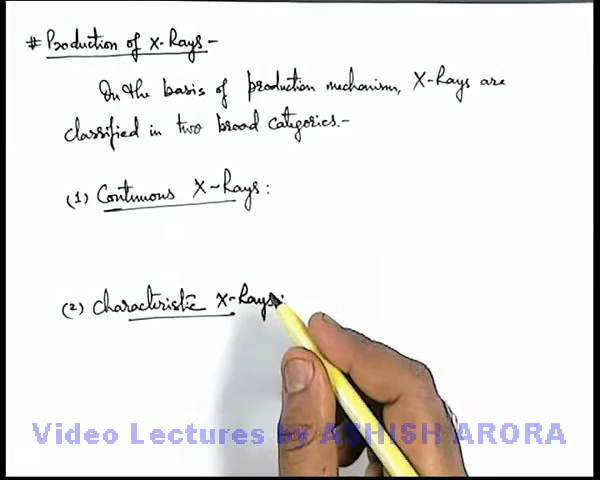 # Production of X-Rays -
On the basis of production mechanism, X-Rays are
classified in two broad categories.-
(1) Continuous X-Rays:
(2) Characteristic X-Rays:
Video Lectures by ASHISH ARORA